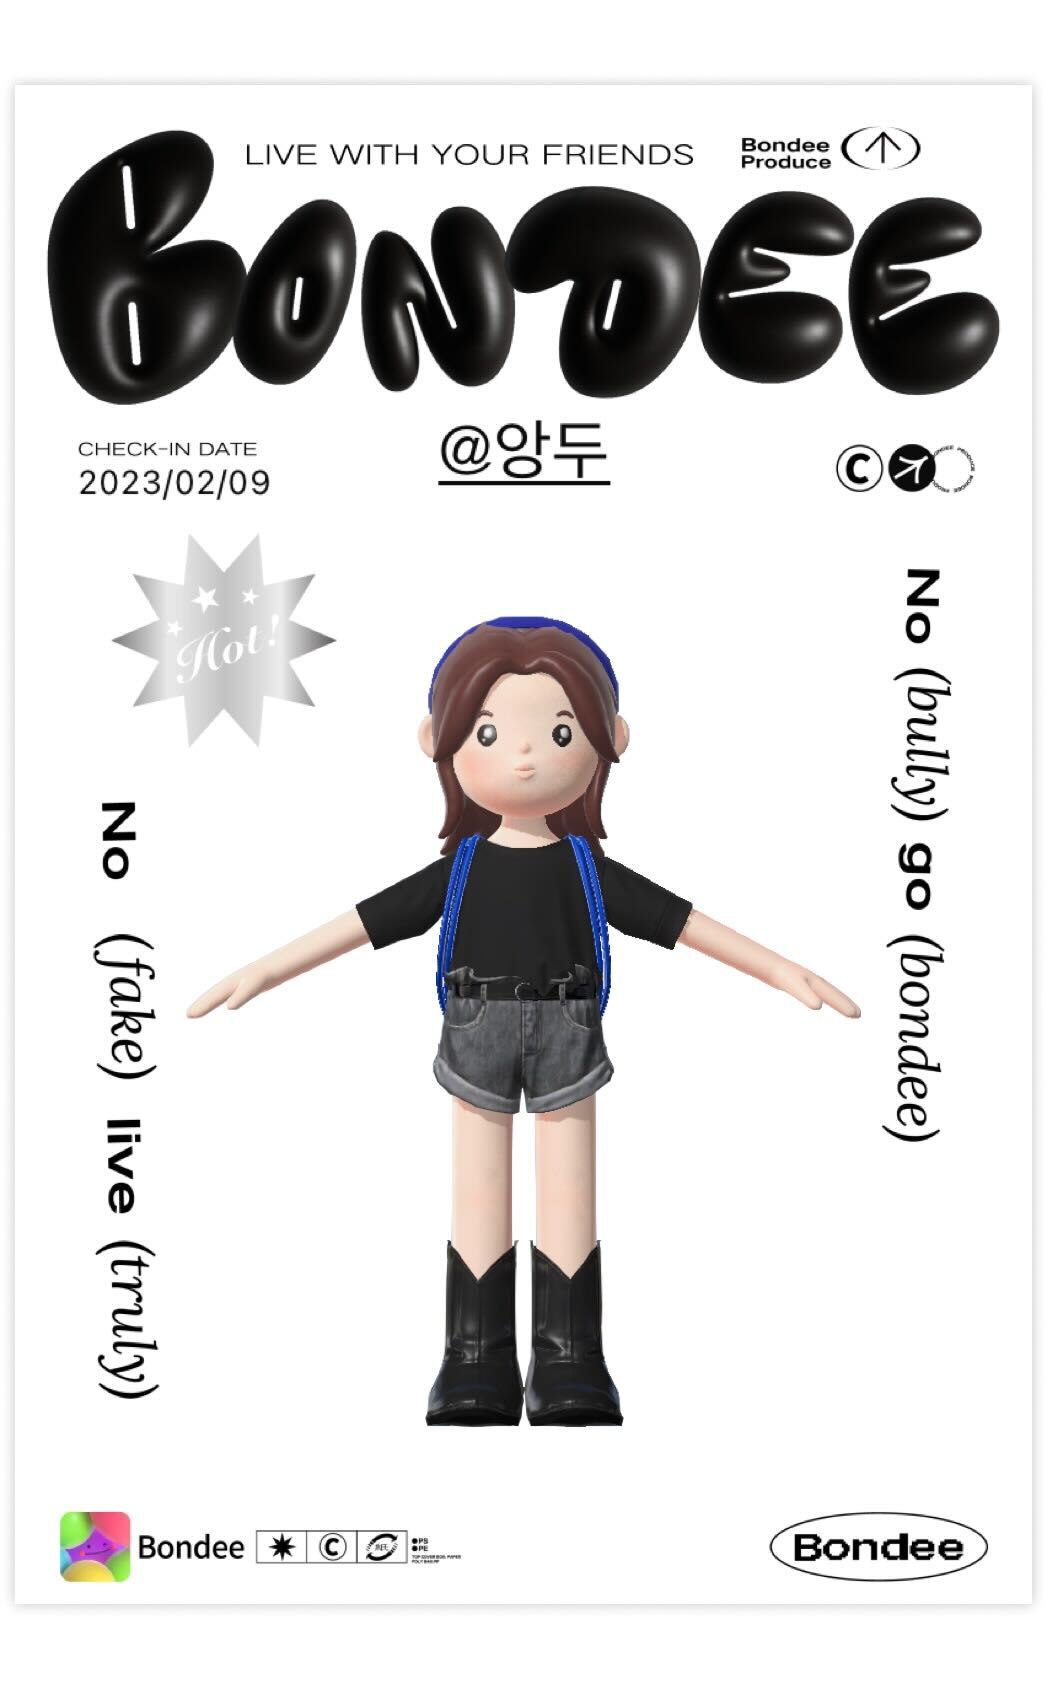 LIVE WITH YOUR FRIENDS
Bondee
Produce
BONDEE
CHECK-IN DATE
2023/02/09
@앙두
Hot!
No (bully) go (bondee)
No (fake) live (truly)
Bondee
Bondee